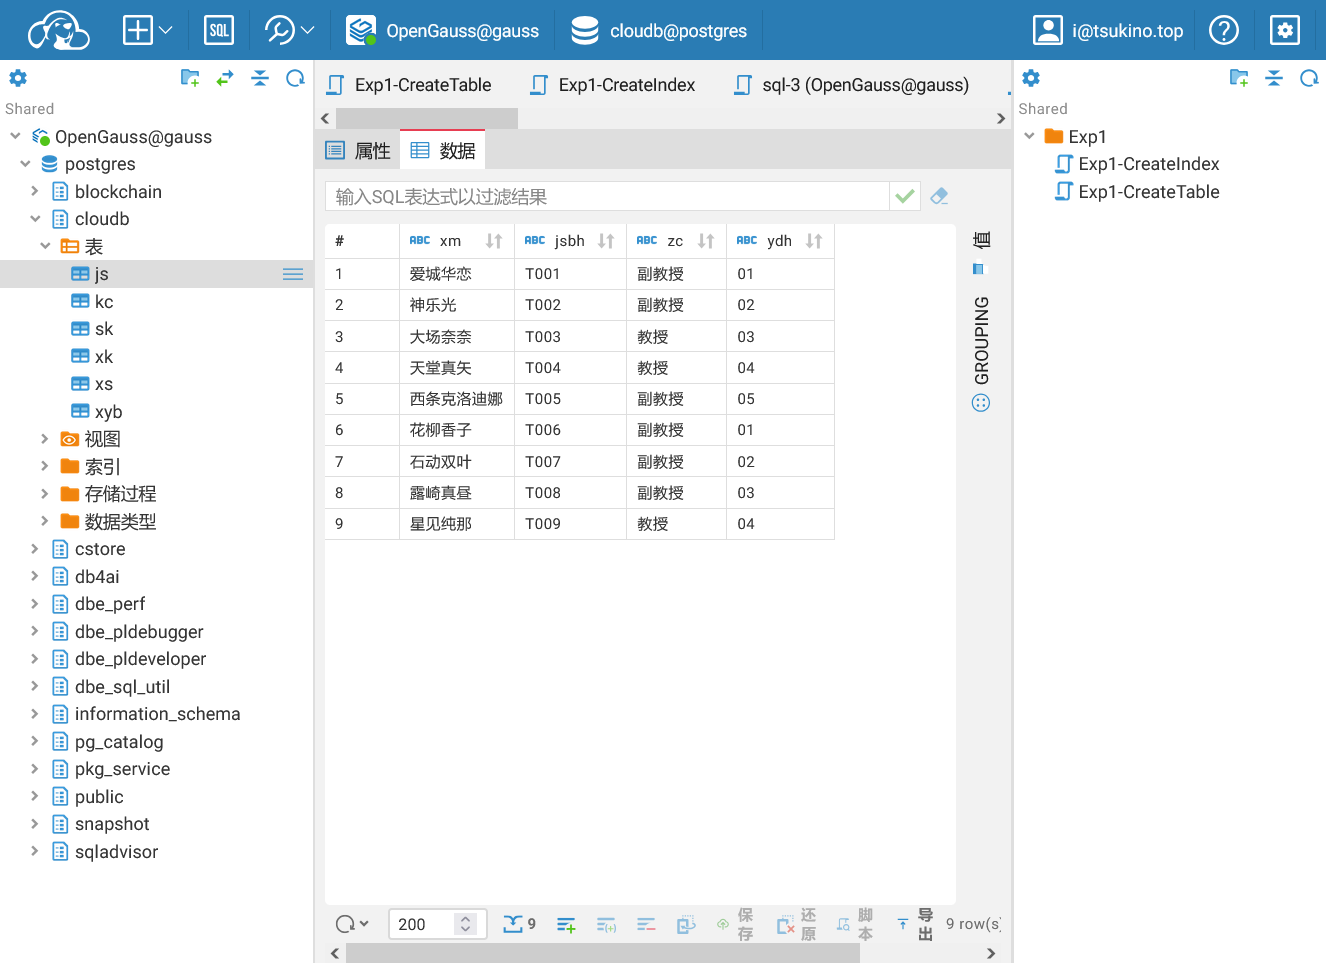 SQL
OpenGauss@gauss
cloudb@postgres
i@tsukino.top
Shared
OpenGauss@gauss
postgres
blockchain
cloudb
表
js
kc
sk
xk
xs
xyb
视图
索引
存储过程
数据类型
cstore
db4ai
dbe_perf
dbe_pldebugger
dbe_pldeveloper
dbe_sql_util
information_schema
pg_catalog
pkg_service
public
snapshot
sqladvisor
Exp1-CreateTable Exp1-CreateIndex sql-3 (OpenGauss@gauss)
属性 数据
输入SQL表达式以过滤结果
# ABC xm ABC jsbh ABC zc ABC ydh
1 爱城华恋 T001 副教授 01
2 神乐光 T002 副教授 02
3 大场奈奈 T003 教授 03
4 天堂真矢 T004 教授 04
5 西条克洛迪娜 T005 副教授 05
6 花柳香子 T006 副教授 01
7 石动双叶 T007 副教授 02
8 露崎真昼 T008 副教授 03
9 星见纯那 T009 教授 04
值
GROUPING
200 9 保存 还原 脚本 导出 9 row(s)
Shared
Exp1
Exp1-CreateIndex
Exp1-CreateTable